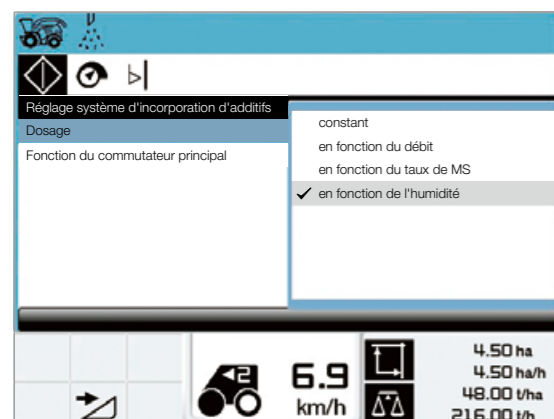 Réglage système d'incorporation d'additifs
Dosage
Fonction du commutateur principal
constant
en fonction du débit
en fonction du taux de MS
en fonction de l'humidité
2
6.9
km/h
4.50 ha
4.50 ha/h
48.00 t/ha
216.00 t/h